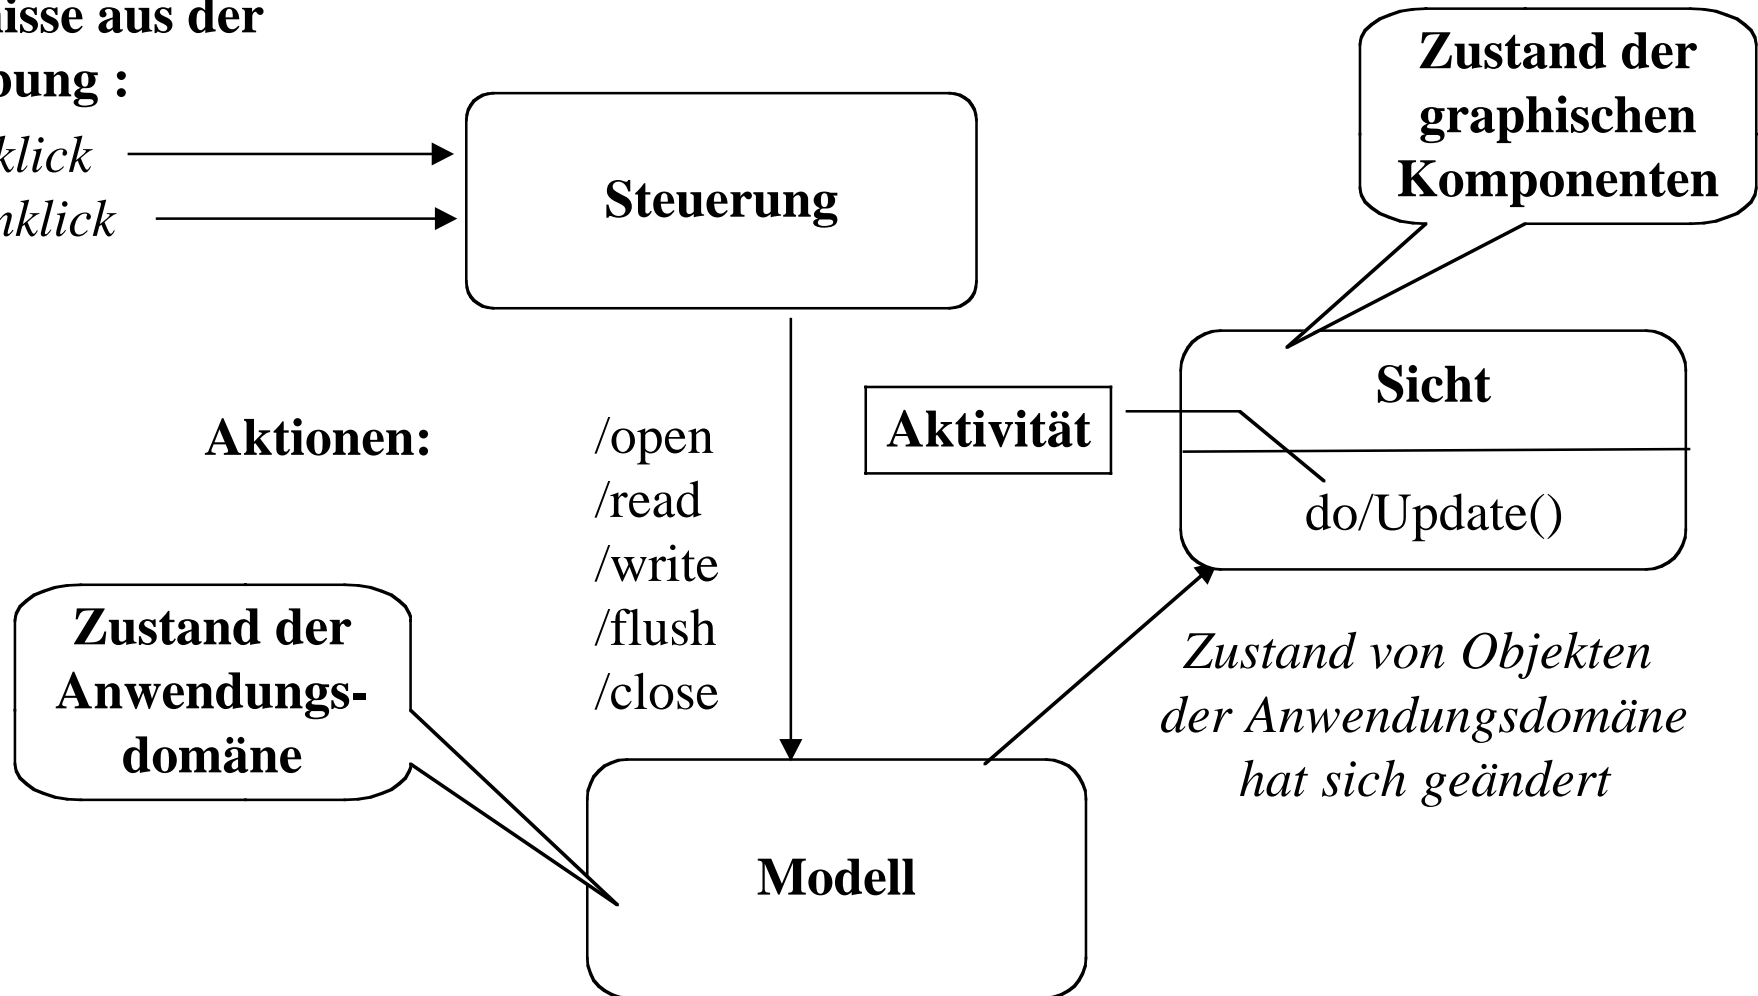 nisse aus der
bung :
klick
nklick
Steuerung
Zustand der
graphischen
Komponenten
Sicht
do/Update()
Aktivität
Aktionen:
/open
/read
/write
/flush
/close
Zustand der
Anwendungs-
domäne
Zustand von Objekten
der Anwendungsdomäne
hat sich geändert
Modell